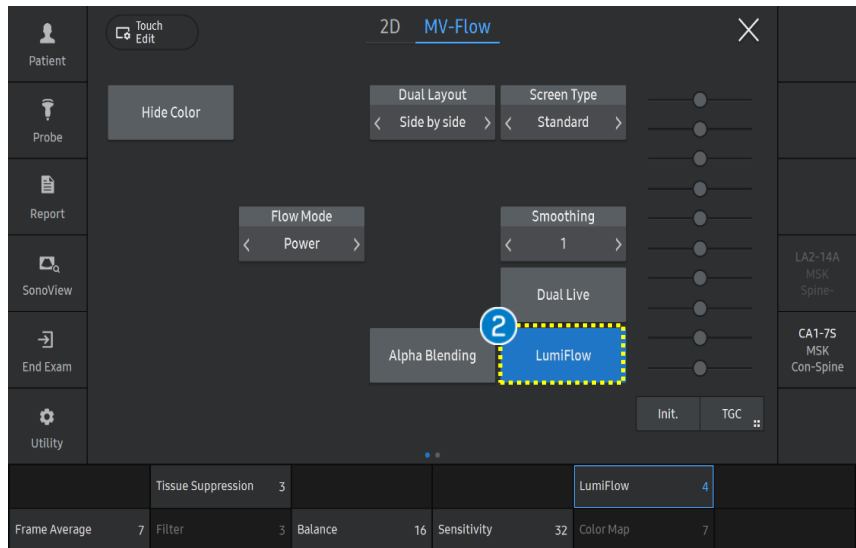 Patient
Touch
Edit
2D
MV-Flow
Probe
Hide Color
Dual Layout
Side by side
Screen Type
Standard
Report
Flow Mode
Power
Smoothing
1
SonoView
Dual Live
LA2-14A
MSK
Spine-
2
End Exam
Alpha Blending
LumiFlow
CA1-7S
MSK
Con-Spine
Utility
Init.
TGC
Tissue Suppression 3
LumiFlow 4
Frame Average 7
Filter 3
Balance 16
Sensitivity 32
Color Map 7